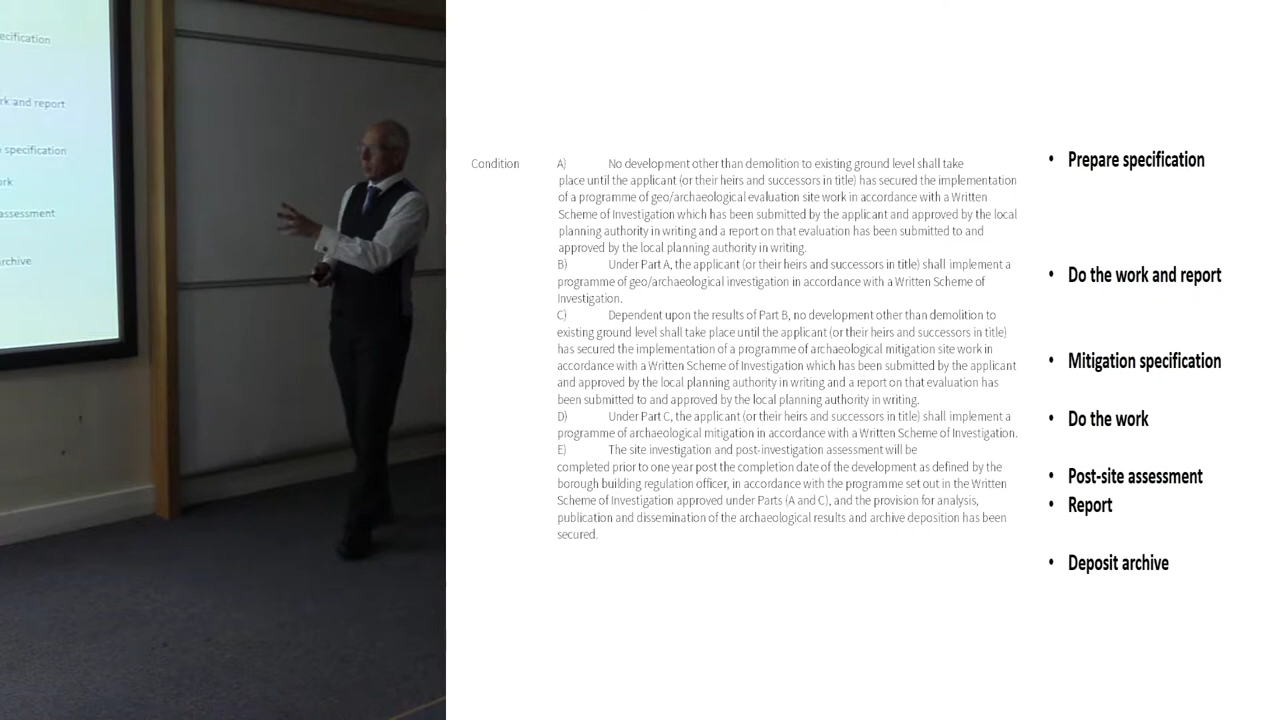 ecification
rk and report
specification
rk
assessment
archive
Condition
A) No development other than demolition to existing ground level shall take
place until the applicant (or their heirs and successors in title) has secured the implementation
of a programme of geo/archaeological evaluation site work in accordance with a Written
Scheme of Investigation which has been submitted by the applicant and approved by the local
planning authority in writing and a report on that evaluation has been submitted to and
approved by the local planning authority in writing.
B) Under Part A, the applicant (or their heirs and successors in title) shall implement a
programme of geo/archaeological investigation in accordance with a Written Scheme of
Investigation.
C) Dependent upon the results of Part B, no development other than demolition to
existing ground level shall take place until the applicant (or their heirs and successors in title)
has secured the implementation of a programme of archaeological mitigation site work in
accordance with a Written Scheme of Investigation which has been submitted by the applicant
and approved by the local planning authority in writing and a report on that evaluation has
been submitted to and approved by the local planning authority in writing.
D) Under Part C, the applicant (or their heirs and successors in title) shall implement a
programme of archaeological mitigation in accordance with a Written Scheme of Investigation.
E) The site investigation and post-investigation assessment will be
completed prior to one year post the completion date of the development as defined by the
borough building regulation officer, in accordance with the programme set out in the Written
Scheme of Investigation approved under Parts (A and C), and the provision for analysis,
publication and dissemination of the archaeological results and archive deposition has been
secured.
• Prepare specification
• Do the work and report
• Mitigation specification
• Do the work
• Post-site assessment
• Report
• Deposit archive